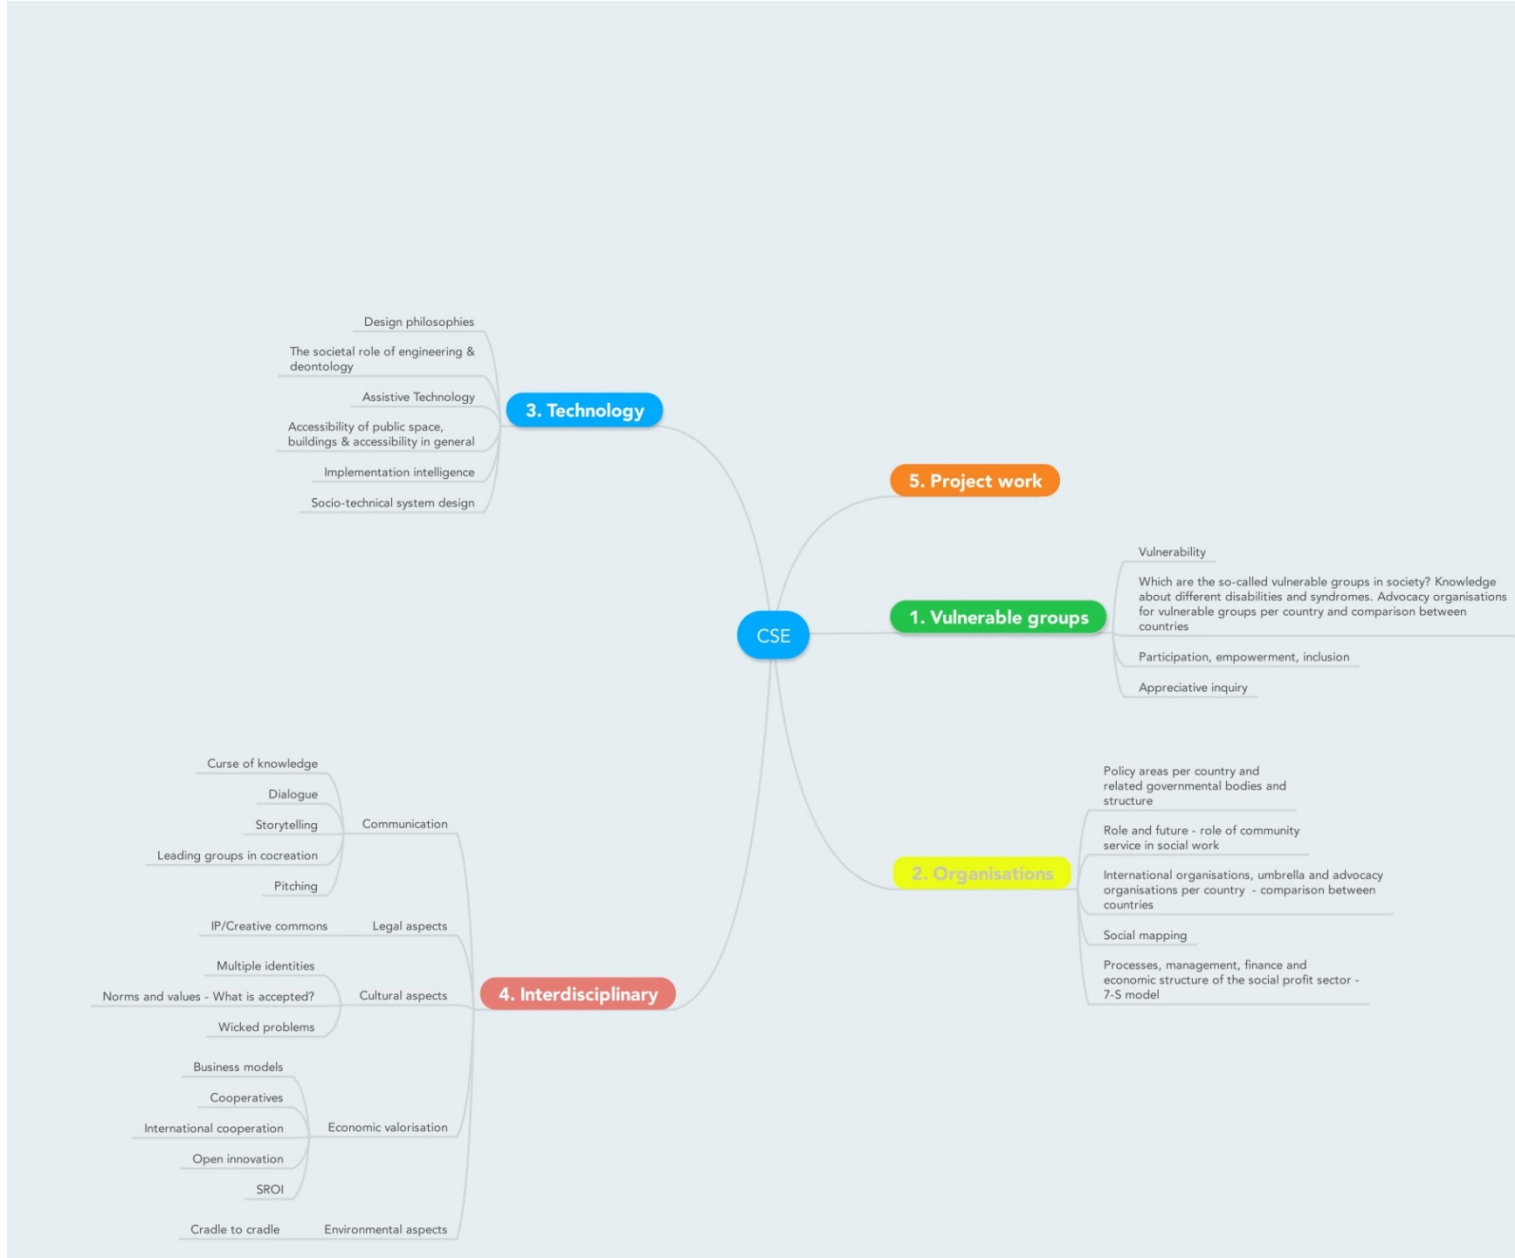 Design philosophies
The societal role of engineering &
deontology
Assistive Technology
Accessibility of public space,
buildings & accessibility in general
Implementation intelligence
Socio-technical system design
3. Technology
5. Project work
CSE
1. Vulnerable groups
Vulnerability
Which are the so-called vulnerable groups in society? Knowledge
about different disabilities and syndromes. Advocacy organisations
for vulnerable groups per country and comparison between
countries
Participation, empowerment, inclusion
Appreciative inquiry
2. Organisations
Policy areas per country and
related governmental bodies and
structure
Role and future - role of community
service in social work
International organisations, umbrella and advocacy
organisations per country - comparison between
countries
Social mapping
Processes, management, finance and
economic structure of the social profit sector -
7-S model
4. Interdisciplinary
Communication
Curse of knowledge
Dialogue
Storytelling
Leading groups in cocreation
Pitching
Legal aspects
IP/Creative commons
Cultural aspects
Multiple identities
Norms and values - What is accepted?
Wicked problems
Economic valorisation
Business models
Cooperatives
International cooperation
Open innovation
SROI
Environmental aspects
Cradle to cradle